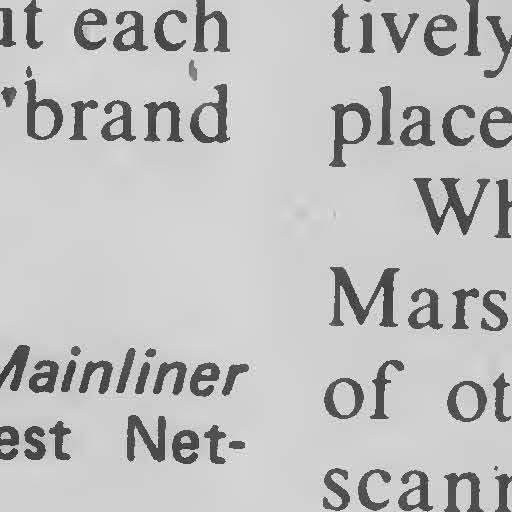 ut each
"brand
Mainliner
est Net-
tively
place
Wh
Mars
of ot
scann